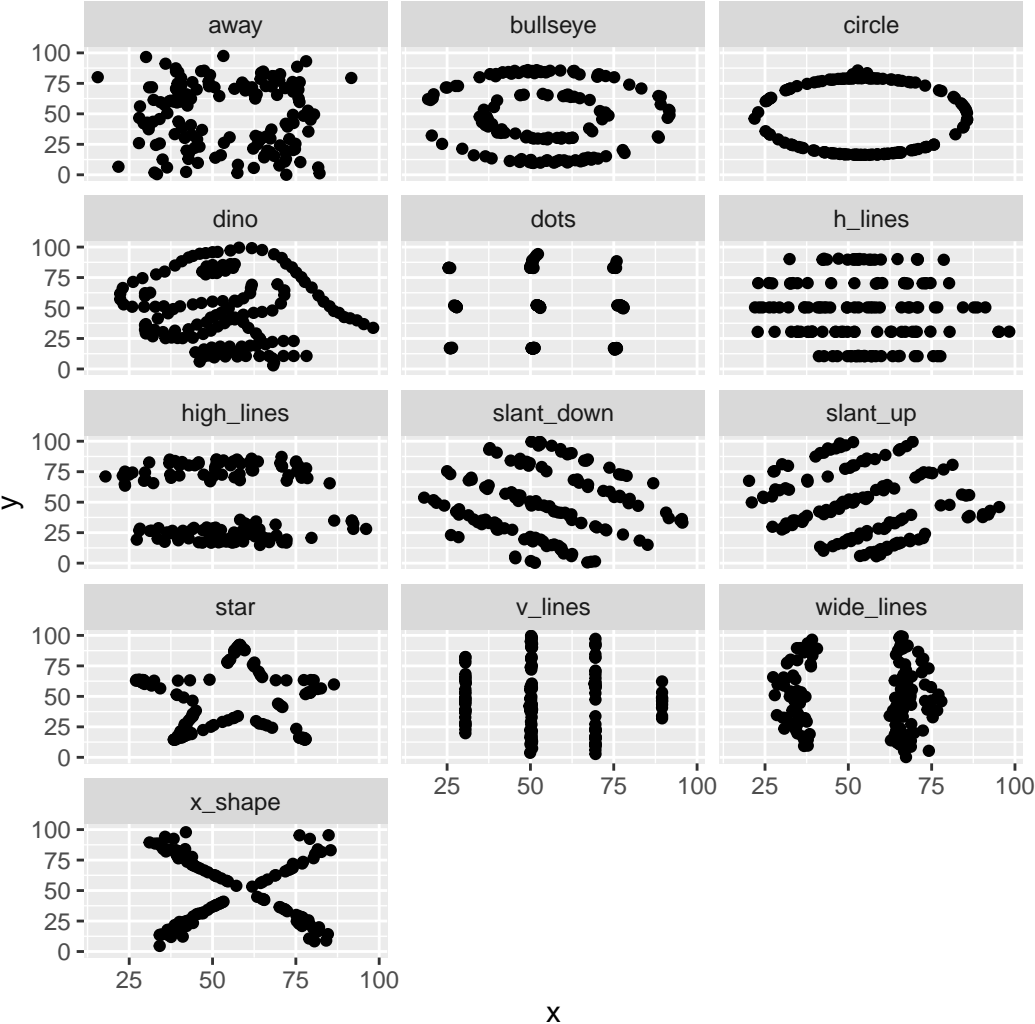 away bullseye circle
100
75
50
25
0
dino dots h_lines
100
75
50
25
0
high_lines slant_down slant_up
100
75
50
25
0
y
star v_lines wide_lines
100
75
50
25
0
25 50 75 100 25 50 75 100
x_shape
100
75
50
25
0
25 50 75 100
x